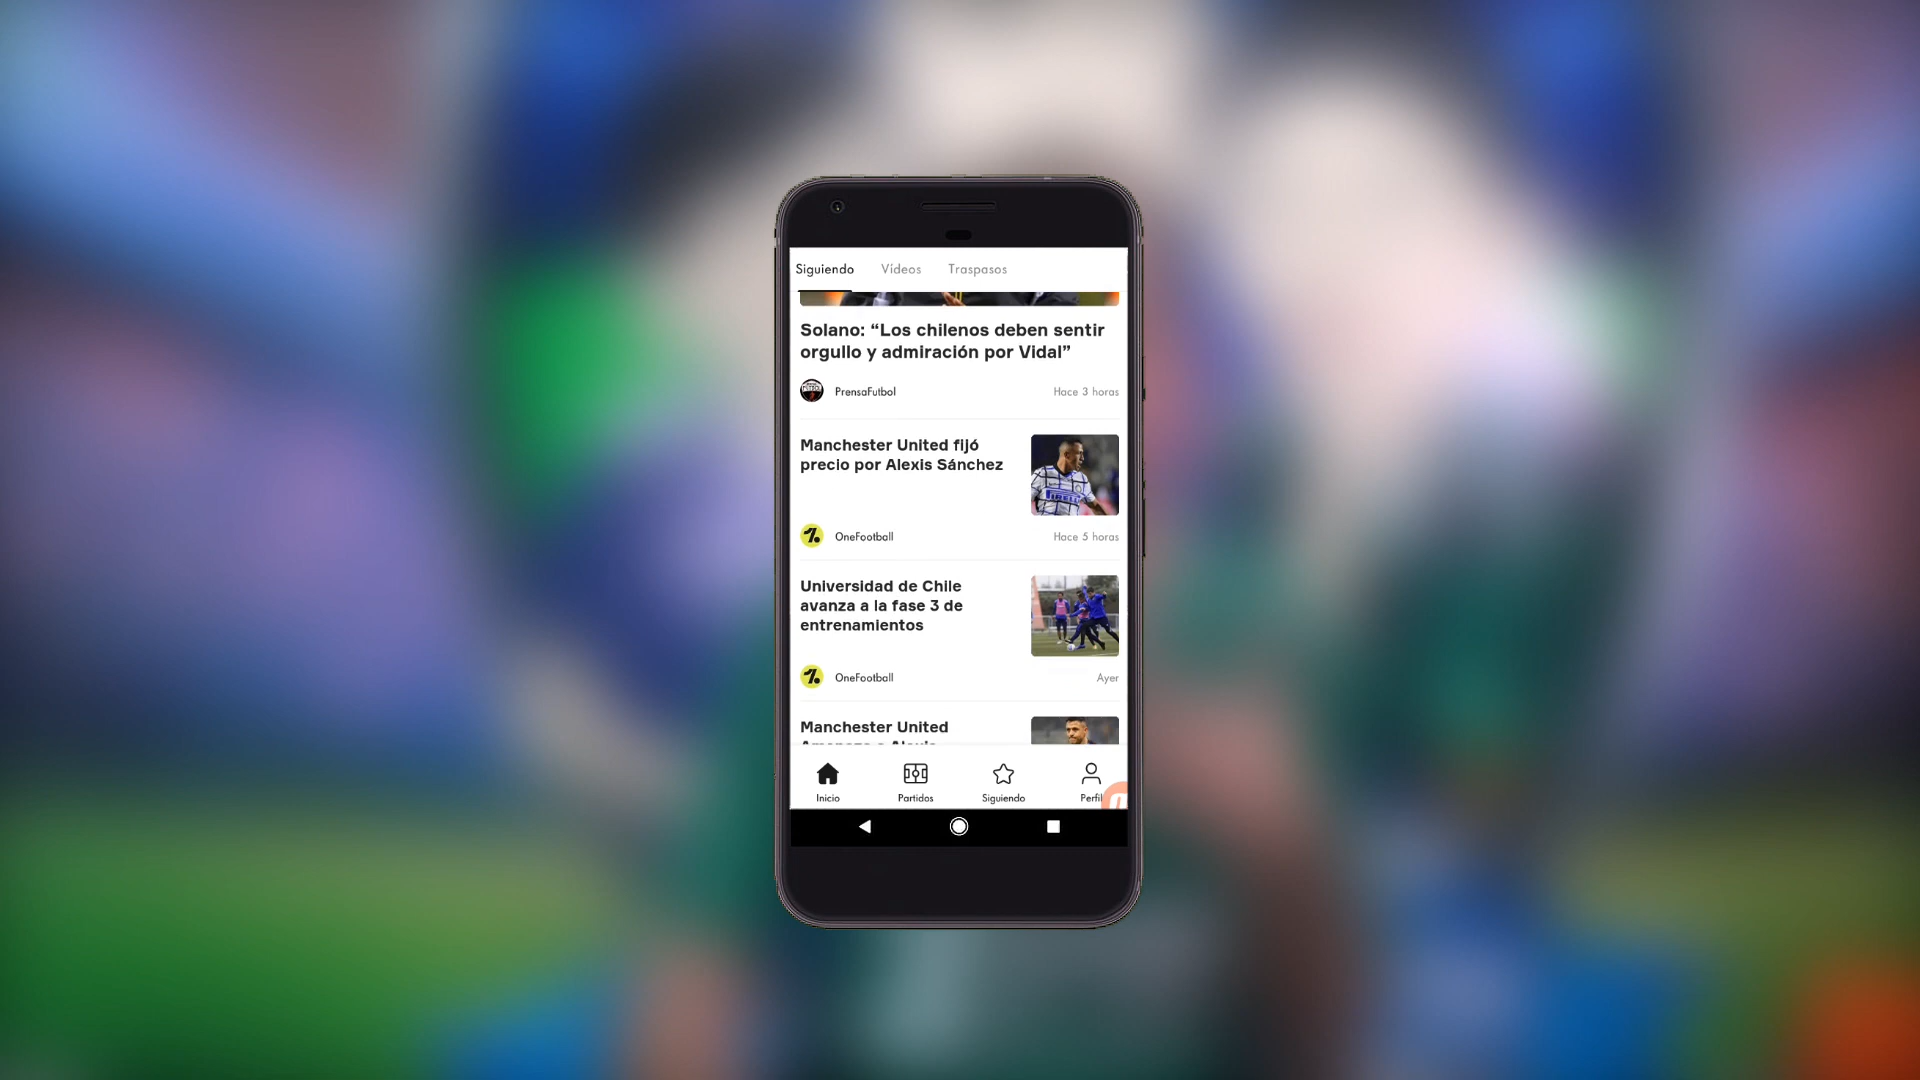 Siguiendo Vídeos Traspasos
Solano: “Los chilenos deben sentir
orgullo y admiración por Vidal”
PrensaFutbol Hace 3 horas
Manchester United fijó
precio por Alexis Sánchez
PIRELLI
OneFootball Hace 5 horas
Universidad de Chile
avanza a la fase 3 de
entrenamientos
OneFootball Ayer
Manchester United
Inicio Partidos Siguiendo Perfil